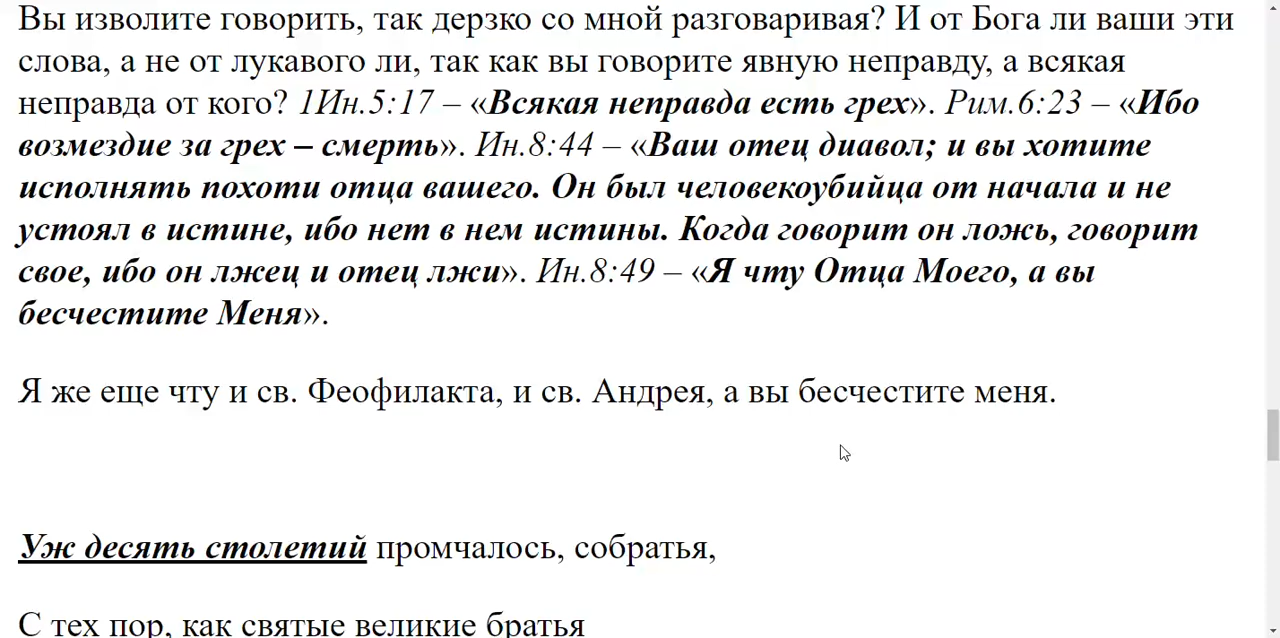 Вы изволите говорить, так дерзко со мной разговаривая? И от Бога ли ваши эти
слова, а не от лукавого ли, так как вы говорите явную неправду, а всякая
неправда от кого? 1Ин.5:17 – «Всякая неправда есть грех». Рим.6:23 – «Ибо
возмездие за грех – смерть». Ин.8:44 – «Ваш отец диавол; и вы хотите
исполнять похоти отца вашего. Он был человекоубийца от начала и не
устоял в истине, ибо нет в нем истины. Когда говорит он ложь, говорит
свое, ибо он лжец и отец лжи». Ин.8:49 – «Я чту Отца Моего, а вы
бесчестите Меня».
Я же еще чту и св. Феофилакта, и св. Андрея, а вы бесчестите меня.
Уж десять столетий промчалось, собратья,
С тех пор, как святые великие братья